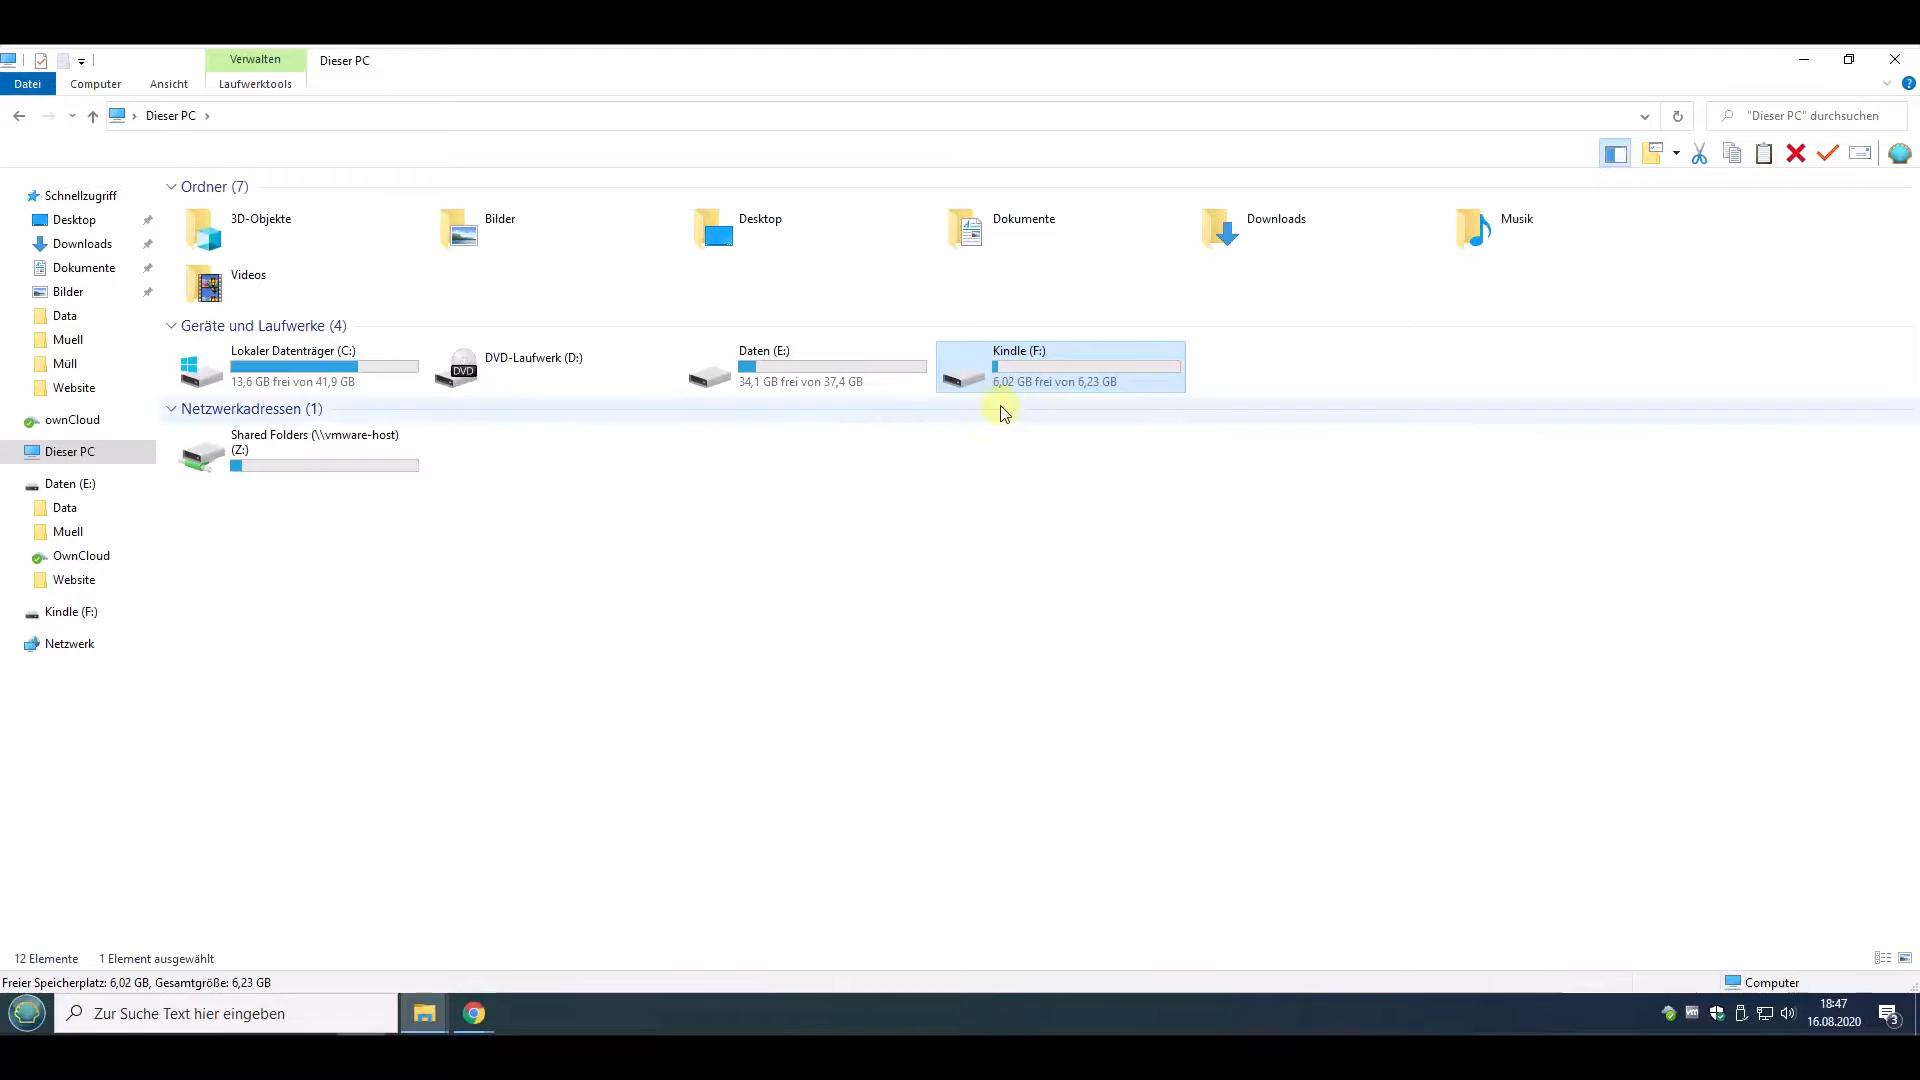 Verwalten
Dieser PC
Datei
Computer
Ansicht
Laufwerktools
Dieser PC
"Dieser PC" durchsuchen
Schnellzugriff
Desktop
Downloads
Dokumente
Bilder
Data
Muell
Müll
Website
ownCloud
Dieser PC
Daten (E:)
Data
Muell
OwnCloud
Website
Kindle (F:)
Netzwerk
Ordner (7)
3D-Objekte
Bilder
Desktop
Dokumente
Downloads
Musik
Videos
Geräte und Laufwerke (4)
Lokaler Datenträger (C:)
13,6 GB frei von 41,9 GB
DVD
DVD-Laufwerk (D:)
Daten (E:)
34,1 GB frei von 37,4 GB
Kindle (F:)
6,02 GB frei von 6,23 GB
Netzwerkadressen (1)
Shared Folders (\\vmware-host)
(Z:)
12 Elemente
1 Element ausgewählt
Freier Speicherplatz: 6,02 GB, Gesamtgröße: 6,23 GB
Computer
Zur Suche Text hier eingeben
vm
18:47
16.08.2020
3